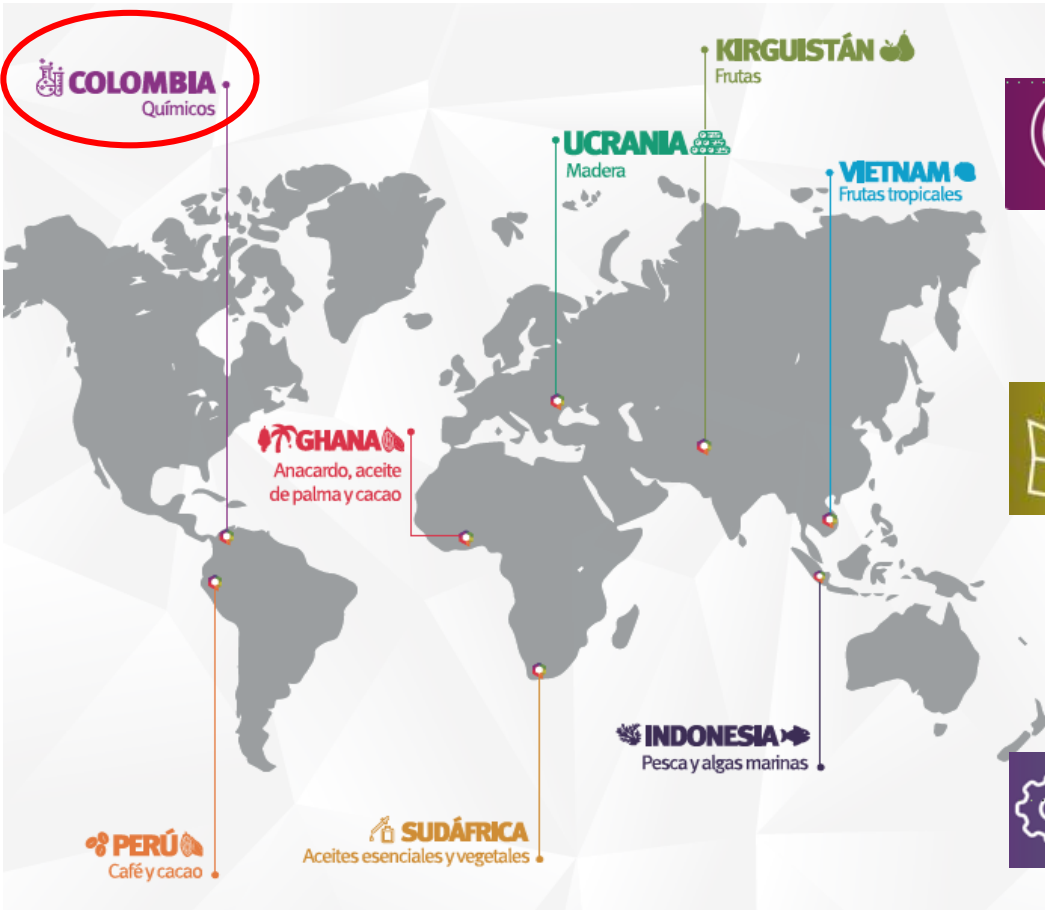 KIRGUISTÁN
Frutas
COLOMBIA
Químicos
UCRANIA
Madera
VIETNAM
Frutas tropicales
GHANA
Anacardo, aceite
de palma y cacao
INDONESIA
Pesca y algas marinas
SUDÁFRICA
Aceites esenciales y vegetales
PERÚ
Café y cacao